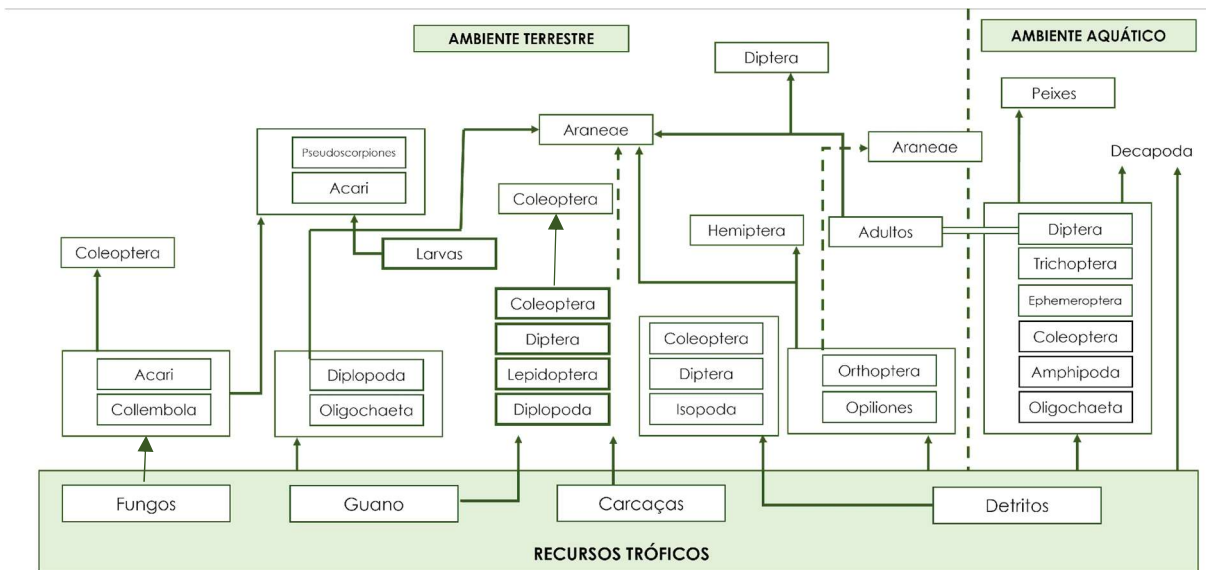 AMBIENTE TERRESTRE
AMBIENTE AQUÁTICO
Diptera
Peixes
Araneae
Araneae
Decapoda
Pseudoscorpiones
Acari
Coleoptera
Hemiptera
Adultos
Coleoptera
Larvas
Diptera
Trichoptera
Ephemeroptera
Coleoptera
Amphipoda
Oligochaeta
Coleoptera
Diptera
Lepidoptera
Diplopoda
Coleoptera
Diptera
Isopoda
Orthoptera
Opiliones
Acari
Collembola
Diplopoda
Oligochaeta
Fungos
Guano
Carcaças
Detritos
RECURSOS TRÓFICOS